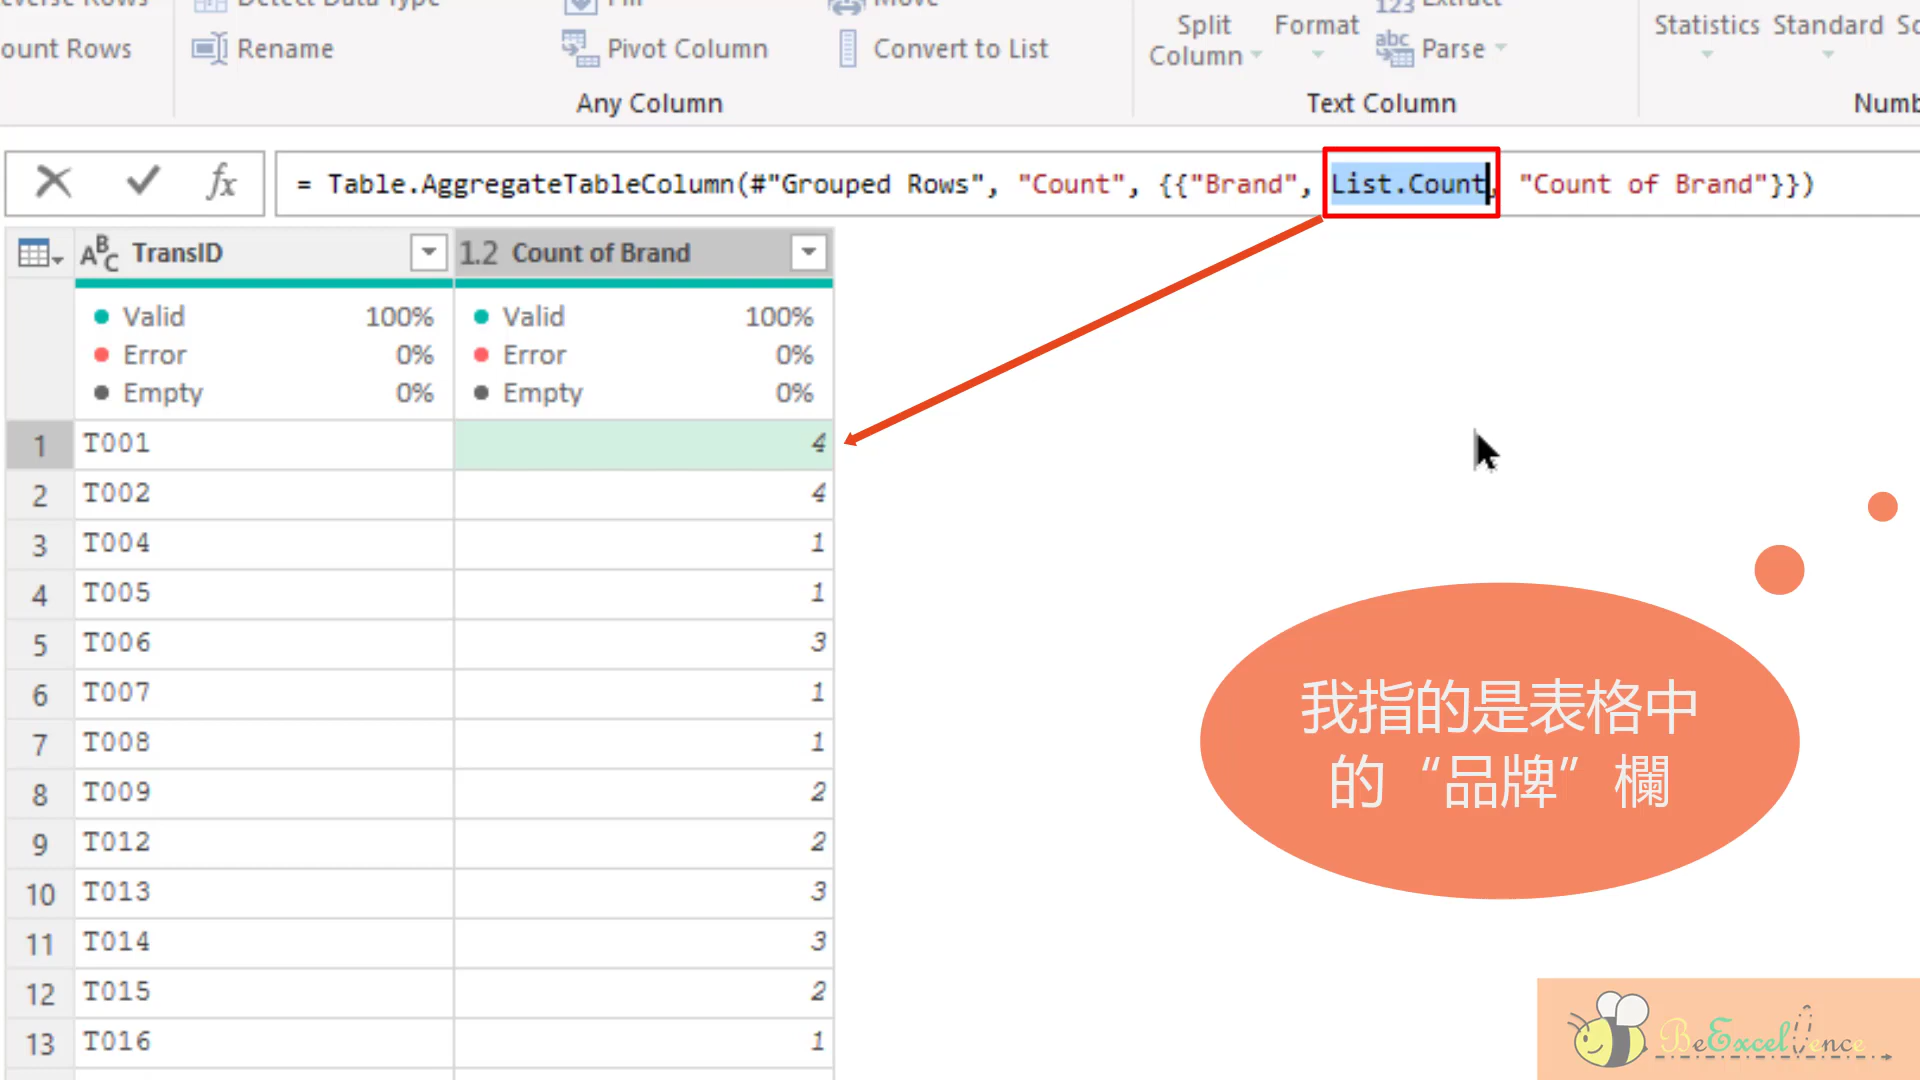 Rename
Pivot Column
Convert to List
Split
Column
Format
Parse
Statistics
Standard
ount Rows
Any Column
Text Column
= Table.AggregateTableColumn(#"Grouped Rows", "Count", {{"Brand", List.Count, "Count of Brand"}})
TransID
1.2 Count of Brand
Valid 100% Valid 100%
Error 0% Error 0%
Empty 0% Empty 0%
1 T001 4
2 T002 4
3 T004 1
4 T005 1
5 T006 3
6 T007 1
7 T008 1
8 T009 2
9 T012 2
10 T013 3
11 T014 3
12 T015 2
13 T016 1
我指的是表格中
的“品牌”欄
BeExcellence